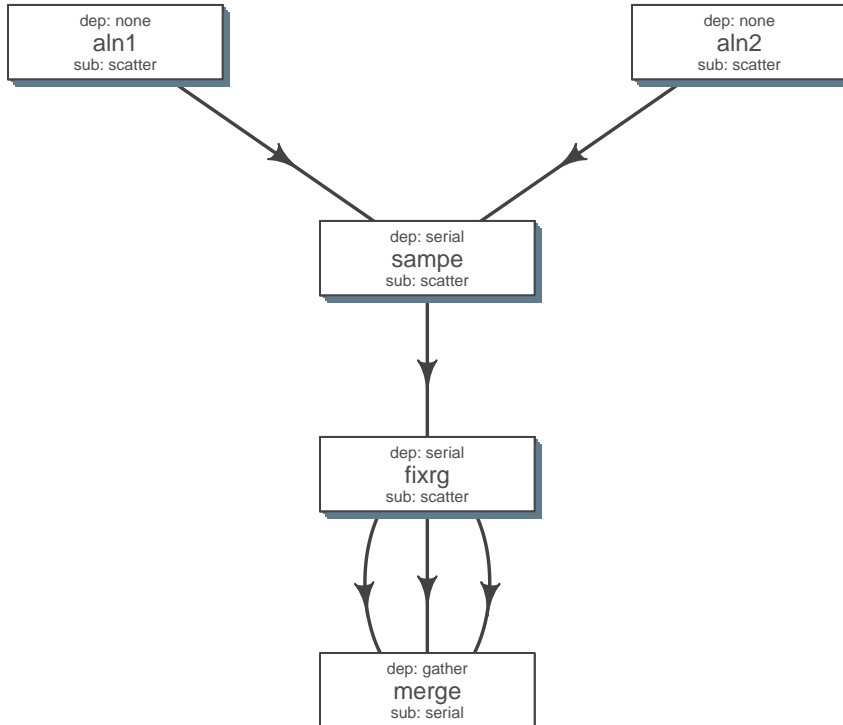 dep: none
aln1
sub: scatter
dep: none
aln2
sub: scatter
dep: serial
sampe
sub: scatter
dep: serial
fixrg
sub: scatter
dep: gather
merge
sub: serial